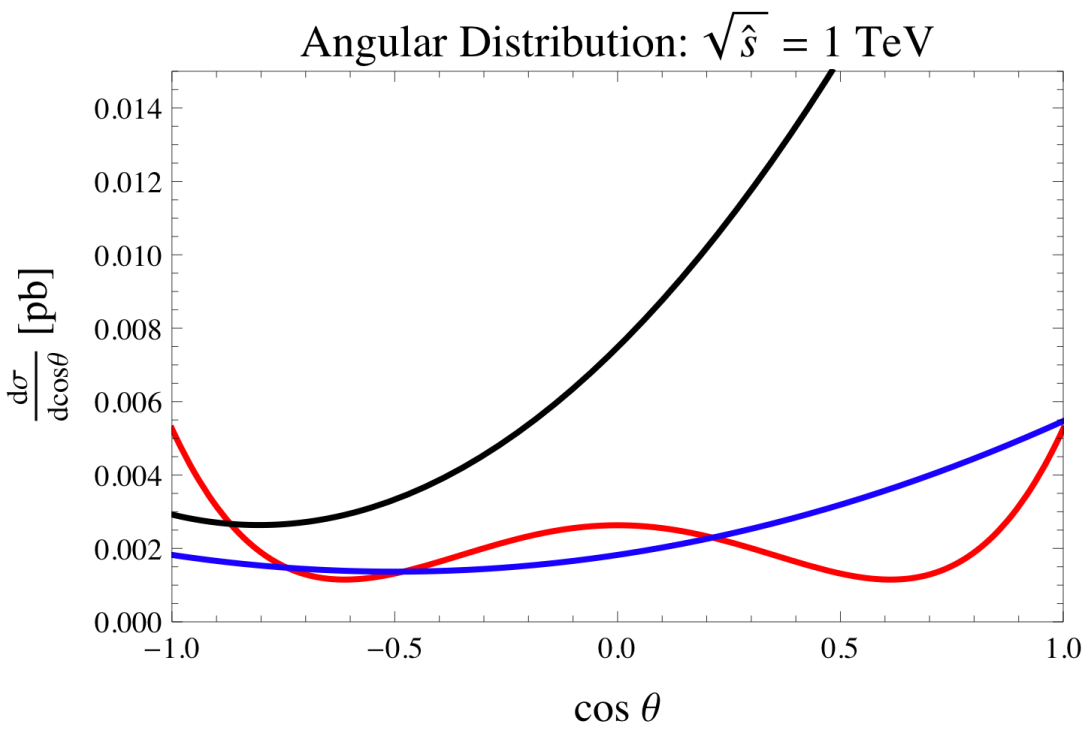 Angular Distribution: √ŝ = 1 TeV
0.014
0.012
0.010
0.008
0.006
0.004
0.002
0.000
dσ
dcosθ
[pb]
−1.0 −0.5 0.0 0.5 1.0
cos θ